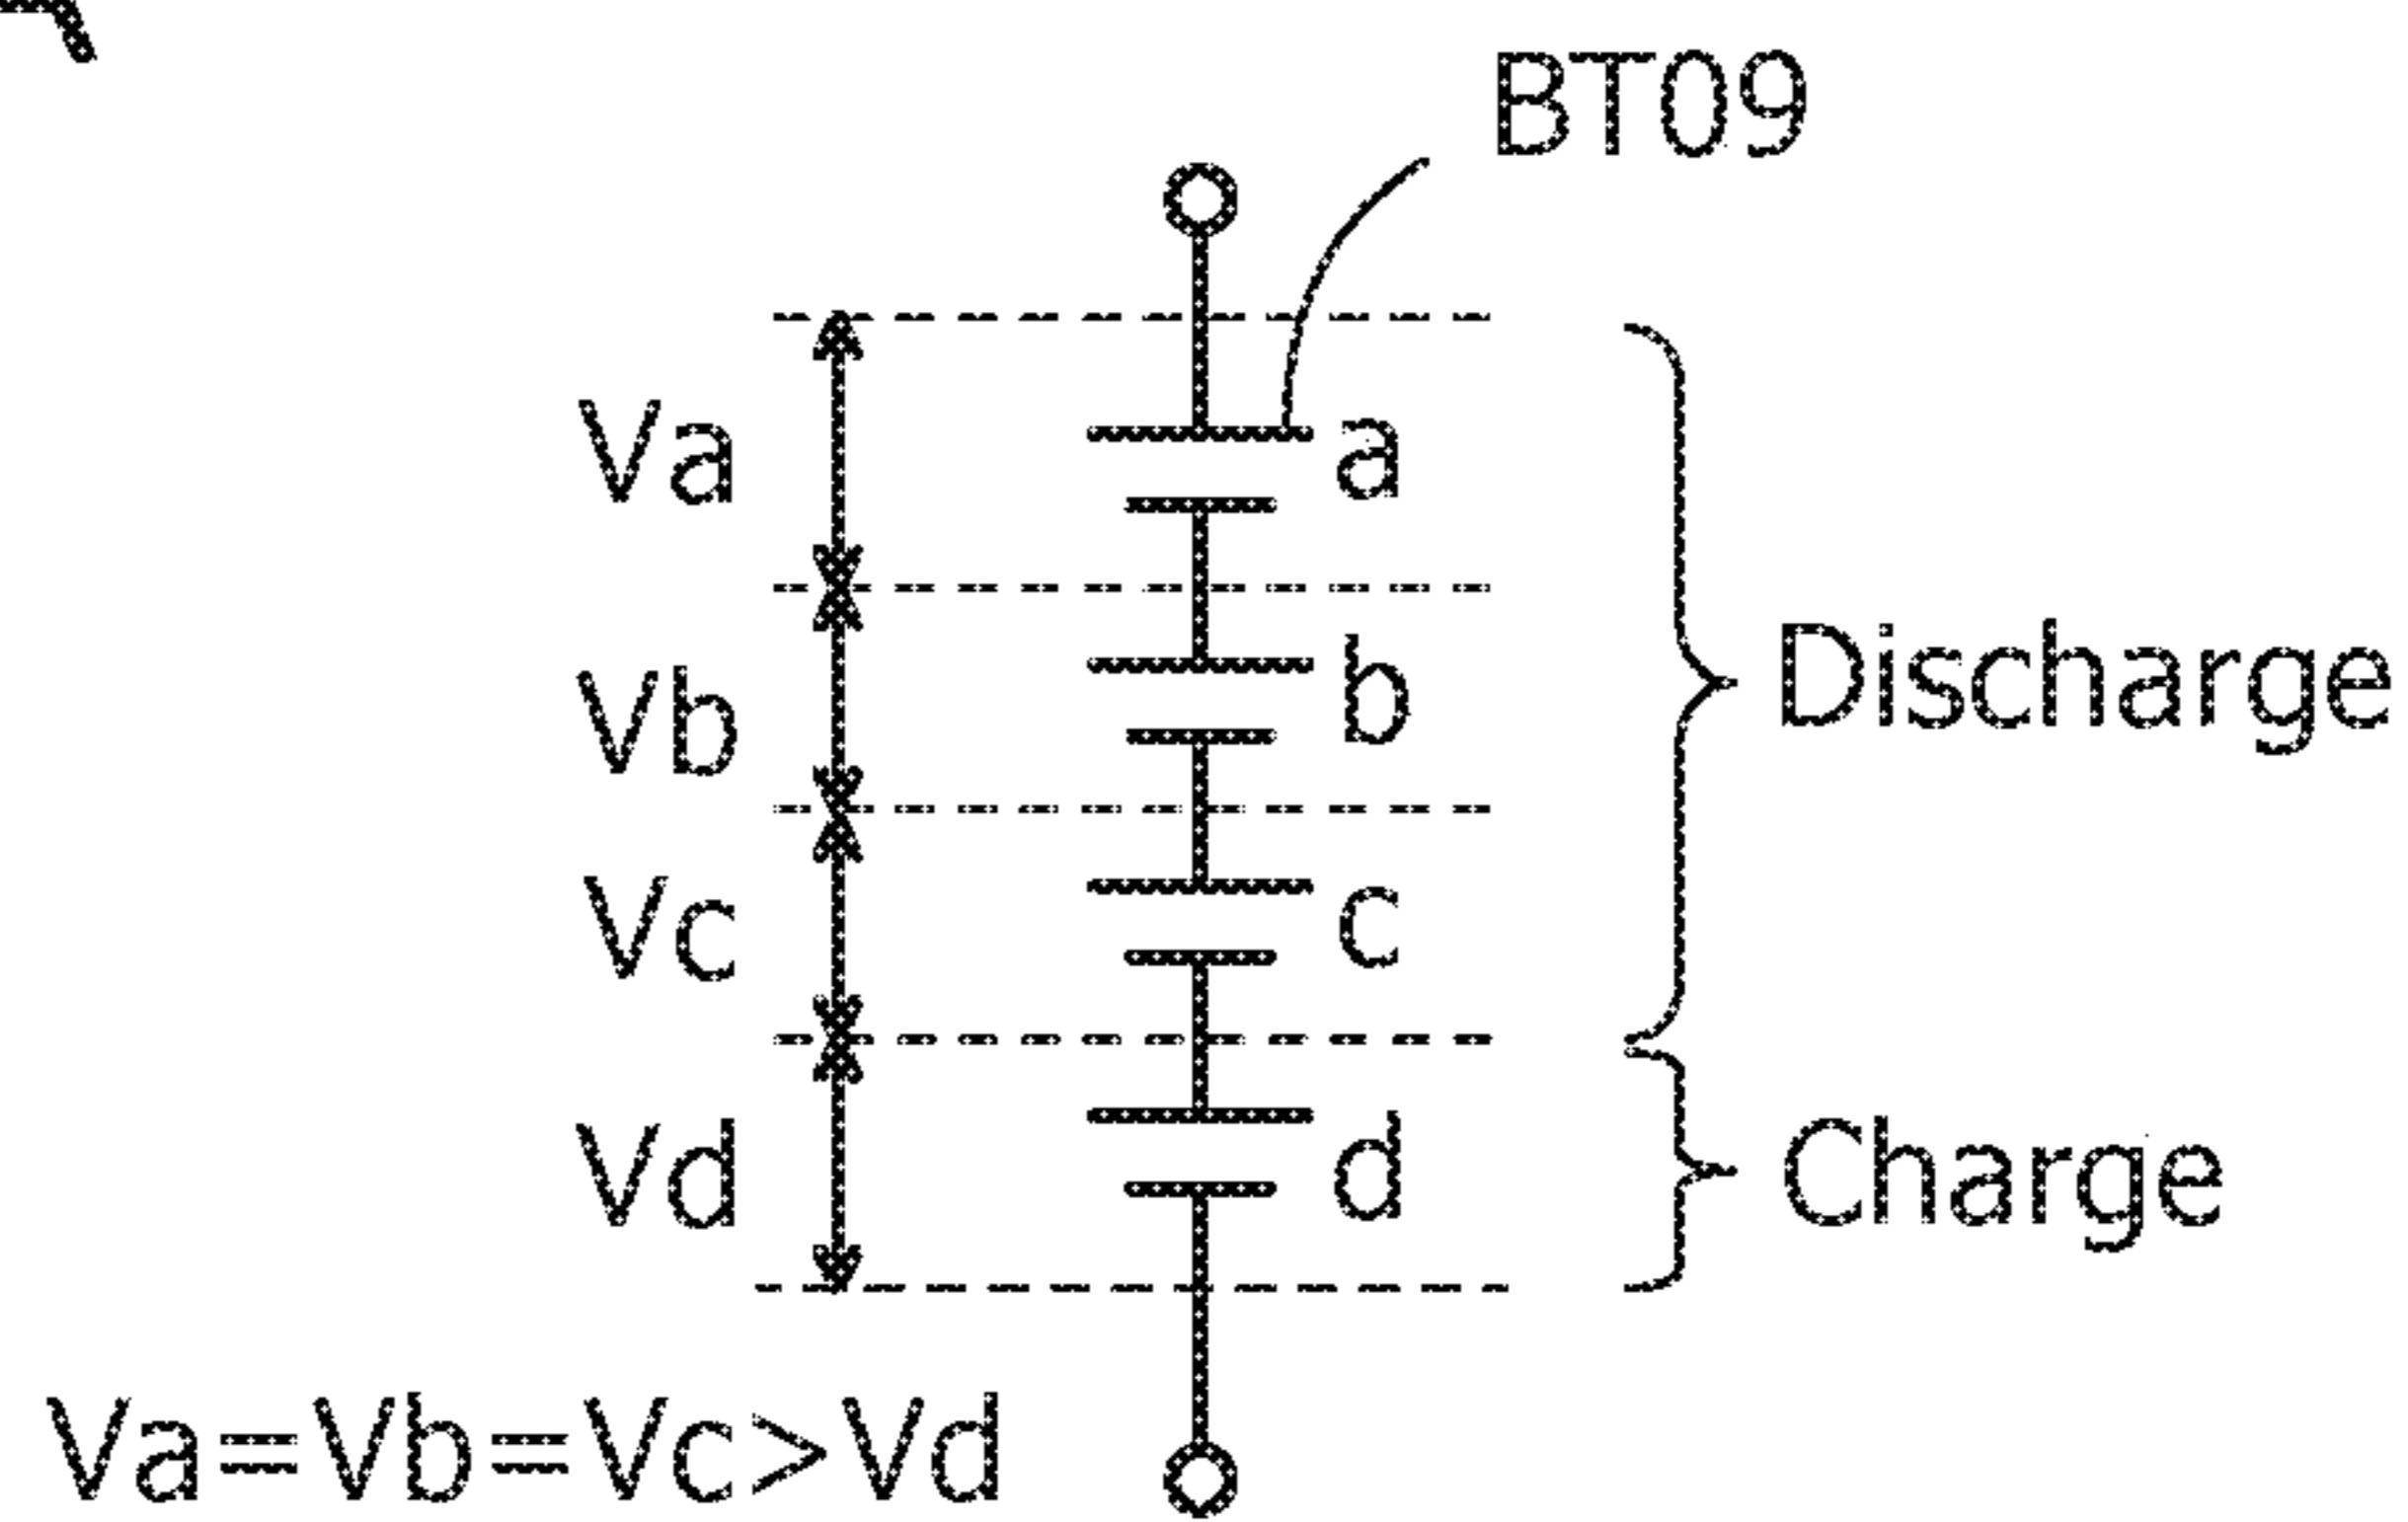 BT09
Va
a
Vb
b
Discharge
Vc
c
Vd
d
Charge
Va=Vb=Vc>Vd